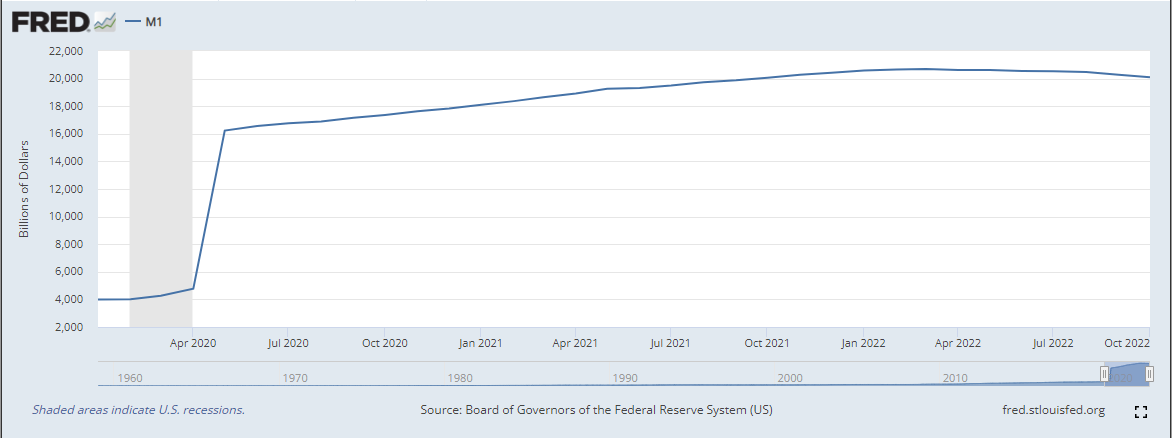 FRED M1
22,000
20,000
18,000
16,000
14,000
12,000
10,000
8,000
6,000
4,000
2,000
Billions of Dollars
Apr 2020 Jul 2020 Oct 2020 Jan 2021 Apr 2021 Jul 2021 Oct 2021 Jan 2022 Apr 2022 Jul 2022 Oct 2022
1960 1970 1980 1990 2000 2010 2020
Shaded areas indicate U.S. recessions. Source: Board of Governors of the Federal Reserve System (US) fred.stlouisfed.org